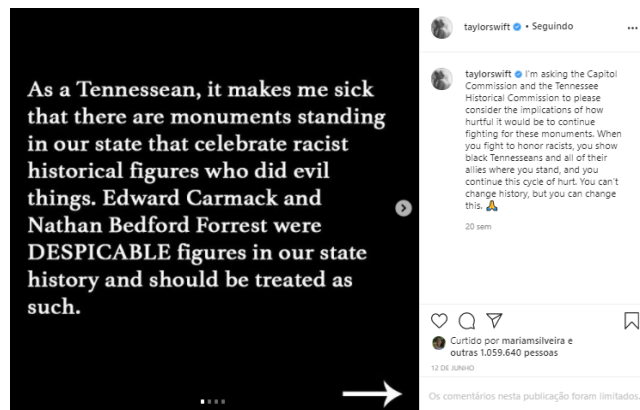 As a Tennessean, it makes me sick
that there are monuments standing
in our state that celebrate racist
historical figures who did evil
things. Edward Carmack and
Nathan Bedford Forrest were
DESPICABLE figures in our state
history and should be treated as
such.
taylorswift • Seguindo
taylorswift I'm asking the Capitol
Commission and the Tennessee
Historical Commission to please
consider the implications of how
hurtful it would be to continue
fighting for these monuments. When
you fight to honor racists, you show
black Tennesseans and all of their
allies where you stand, and you
continue this cycle of hurt. You can't
change history, but you can change
this. 🙏
20 sem
Curtido por mariamsilveira e
outras 1.059.640 pessoas
12 DE JUNHO
Os comentários nesta publicação foram limitados.